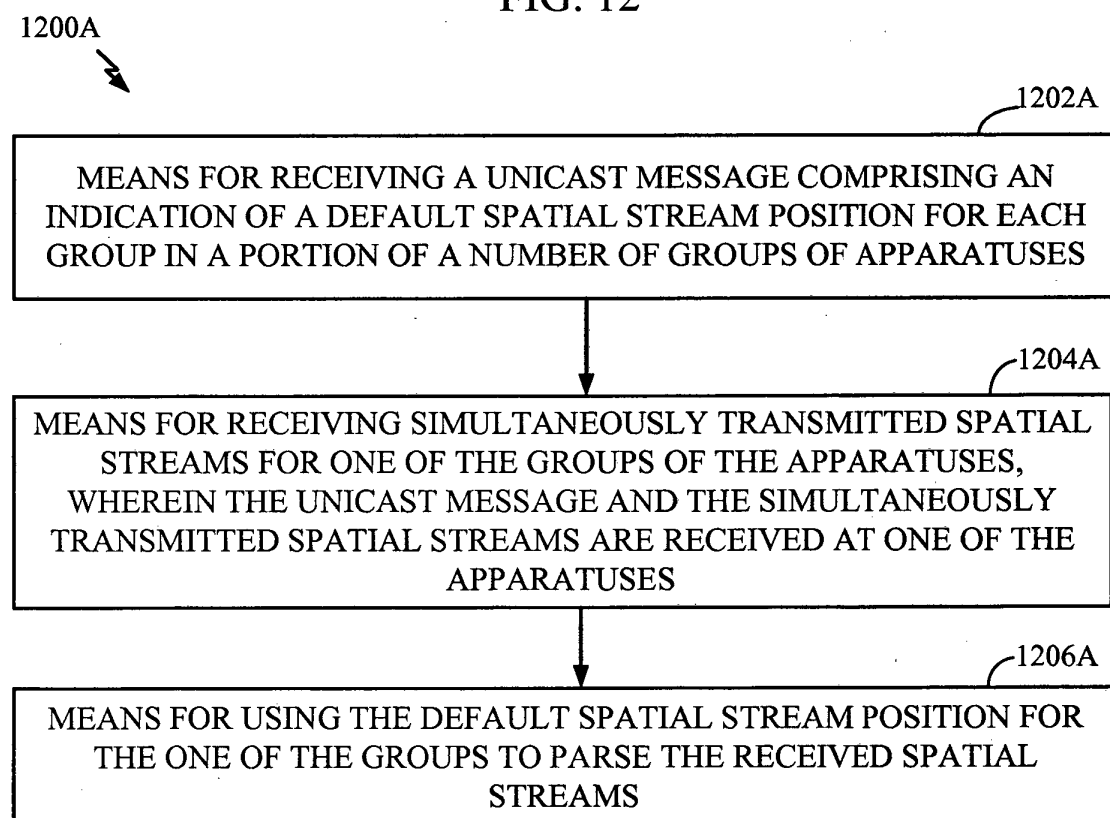 FIG. 12
1200A
1202A
MEANS FOR RECEIVING A UNICAST MESSAGE COMPRISING AN
INDICATION OF A DEFAULT SPATIAL STREAM POSITION FOR EACH
GROUP IN A PORTION OF A NUMBER OF GROUPS OF APPARATUSES
1204A
MEANS FOR RECEIVING SIMULTANEOUSLY TRANSMITTED SPATIAL
STREAMS FOR ONE OF THE GROUPS OF THE APPARATUSES,
WHEREIN THE UNICAST MESSAGE AND THE SIMULTANEOUSLY
TRANSMITTED SPATIAL STREAMS ARE RECEIVED AT ONE OF THE
APPARATUSES
1206A
MEANS FOR USING THE DEFAULT SPATIAL STREAM POSITION FOR
THE ONE OF THE GROUPS TO PARSE THE RECEIVED SPATIAL
STREAMS